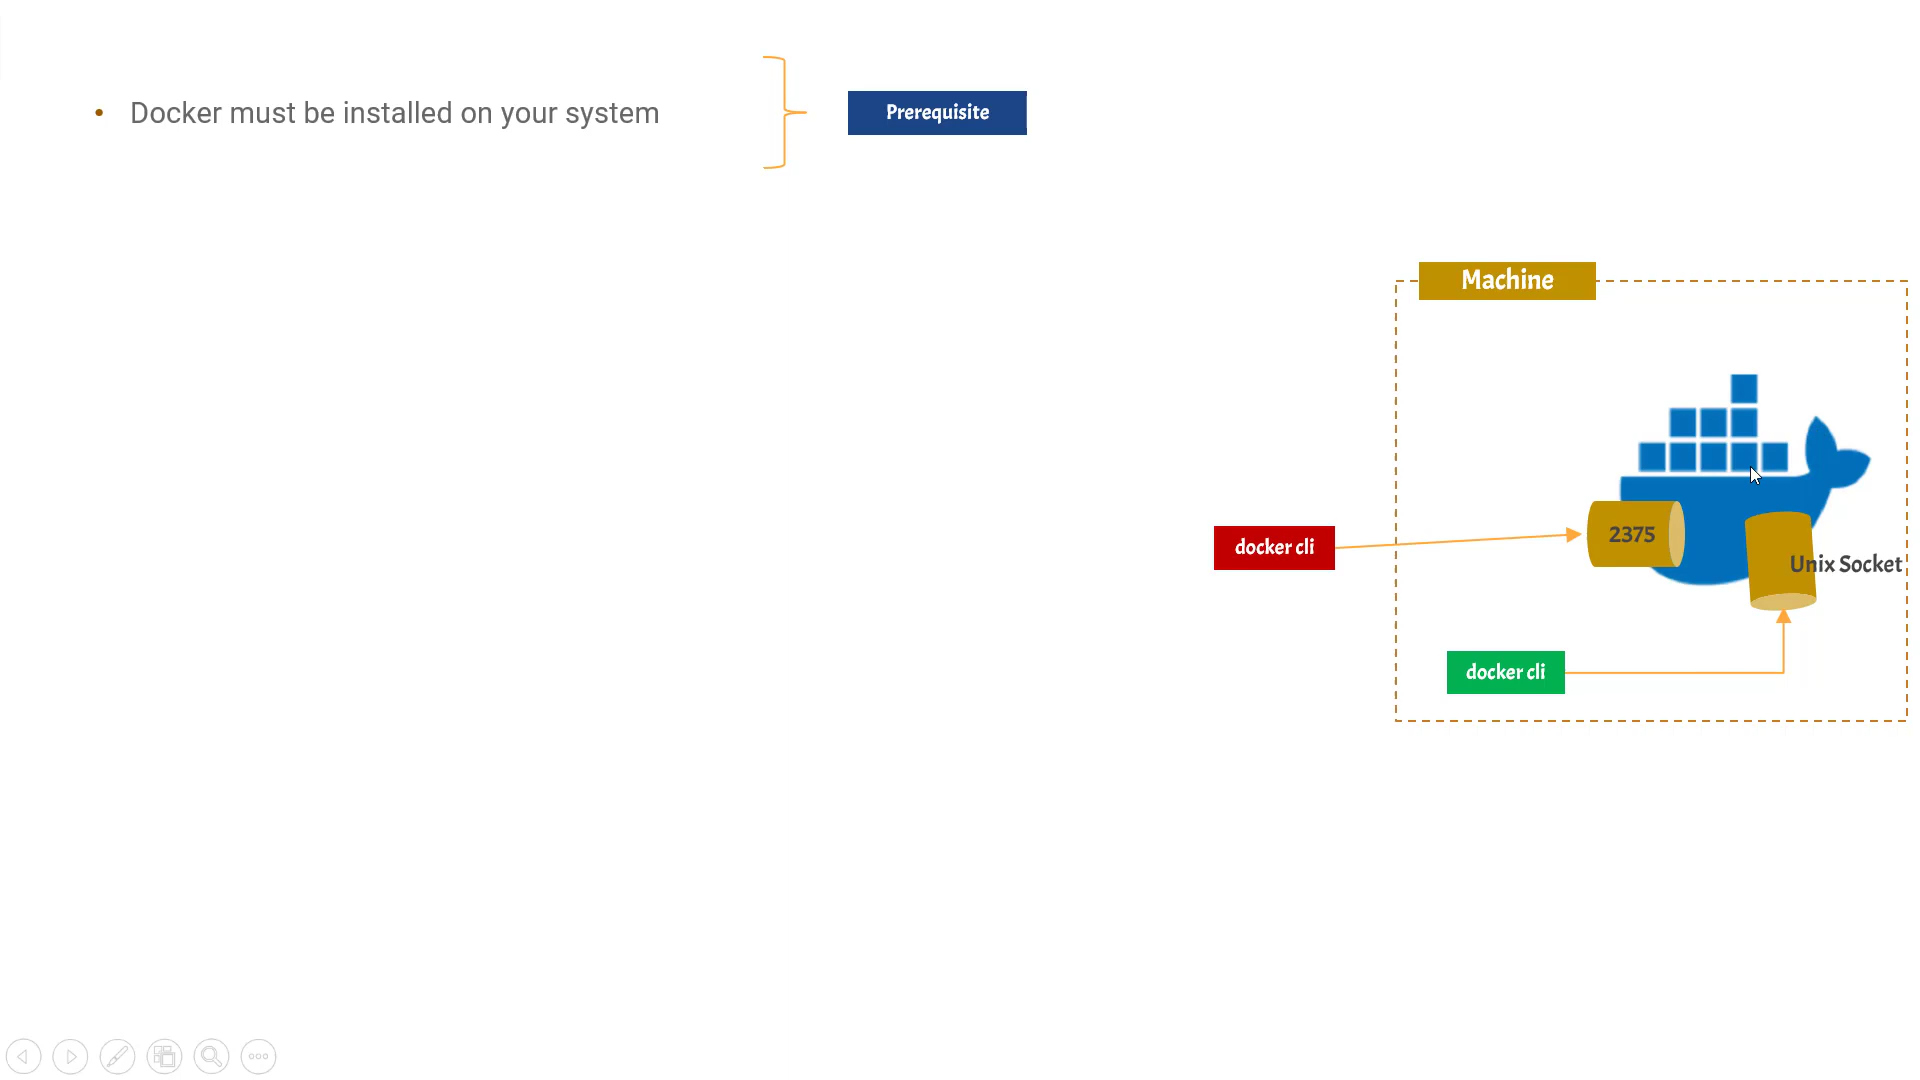 • Docker must be installed on your system
Prerequisite
Machine
2375
docker cli
Unix Socket
docker cli